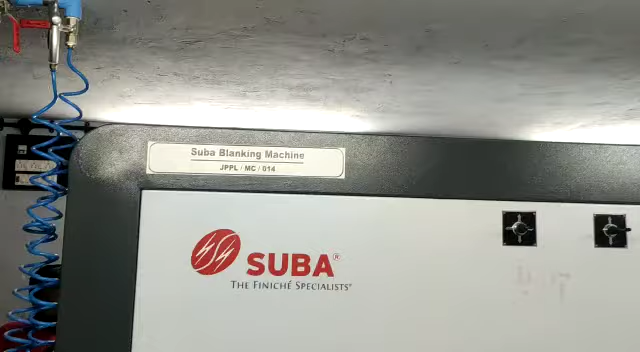 Suba Blanking Machine
JPPL / MC / 014
SUBA®
THE FINICHÉ SPECIALISTS®